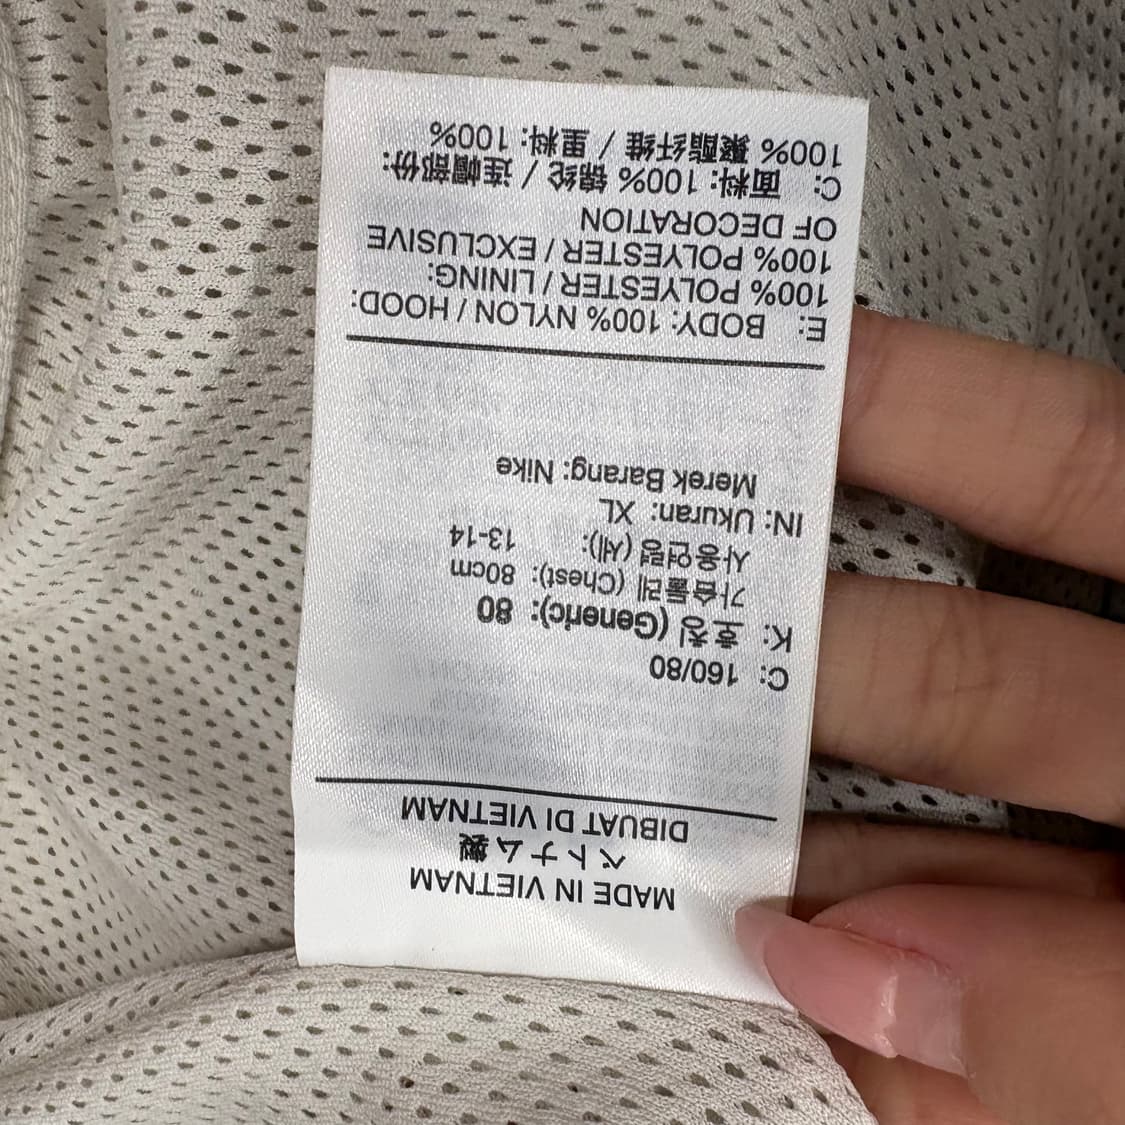 MADE IN VIETNAM
ベトナム製
DIBUAT DI VIETNAM
C: 160/80
K: 호칭 (Generic): 80
가슴둘레 (Chest): 80cm
사용연령 (세): 13-14
IN: Ukuran: XL
Merek Barang: Nike
E: BODY: 100% NYLON / HOOD:
100% POLYESTER / LINING:
100% POLYESTER / EXCLUSIVE
OF DECORATION
C: 面料: 100% 锦纶 / 连帽部份:
100% 聚酯纤维 / 里料: 100%